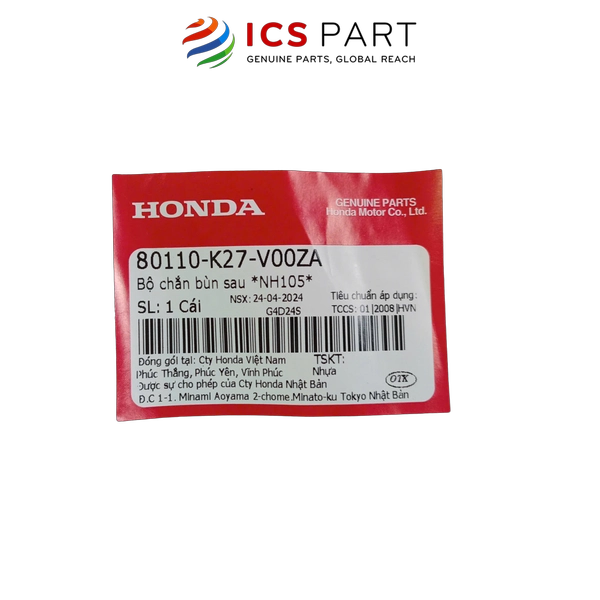 ICS PART
GENUINE PARTS, GLOBAL REACH
HONDA
GENUINE PARTS
Honda Motor Co., Ltd.
80110-K27-V00ZA
Bộ chắn bùn sau *NH105*
SL: 1 Cái
NSX: 24-04-2024
G4D24S
Tiêu chuẩn áp dụng:
TCCS: 01|2008|HVN
Đóng gói tại: Cty Honda Việt Nam
TSKT:
Phúc Thắng, Phúc Yên, Vĩnh Phúc
Nhựa
Được sự cho phép của Cty Honda Nhật Bản
01X
Đ.C 1-1. Minami Aoyama 2-chome.Minato-ku Tokyo Nhật Bản